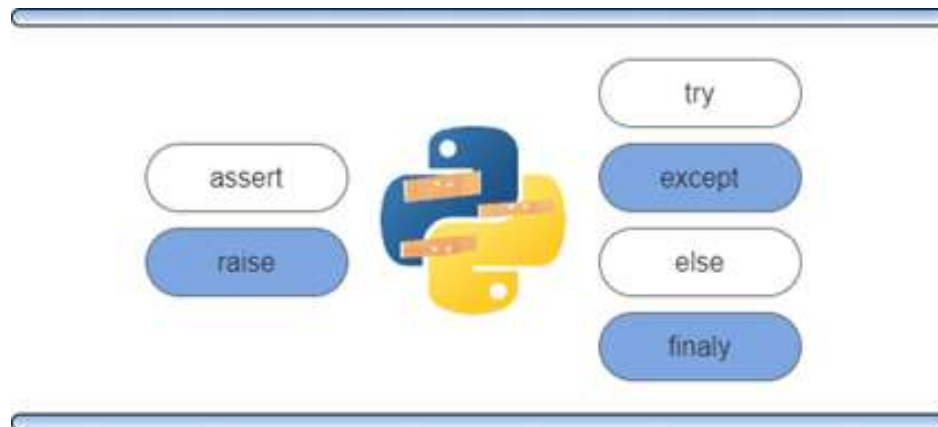 assert
raise
try
except
else
finaly